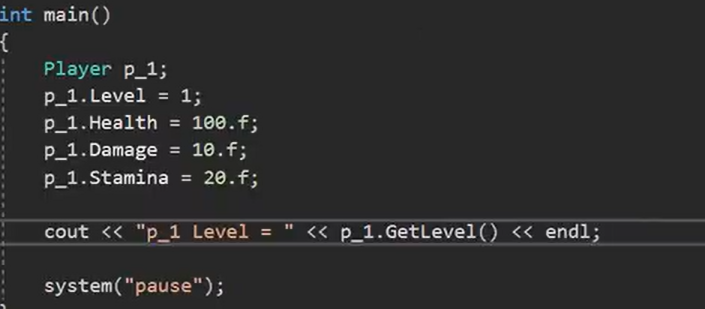 int main()
{
Player p_1;
p_1.Level = 1;
p_1.Health = 100.f;
p_1.Damage = 10.f;
p_1.Stamina = 20.f;
cout << "p_1 Level = " << p_1.GetLevel() << endl;
system("pause");
}